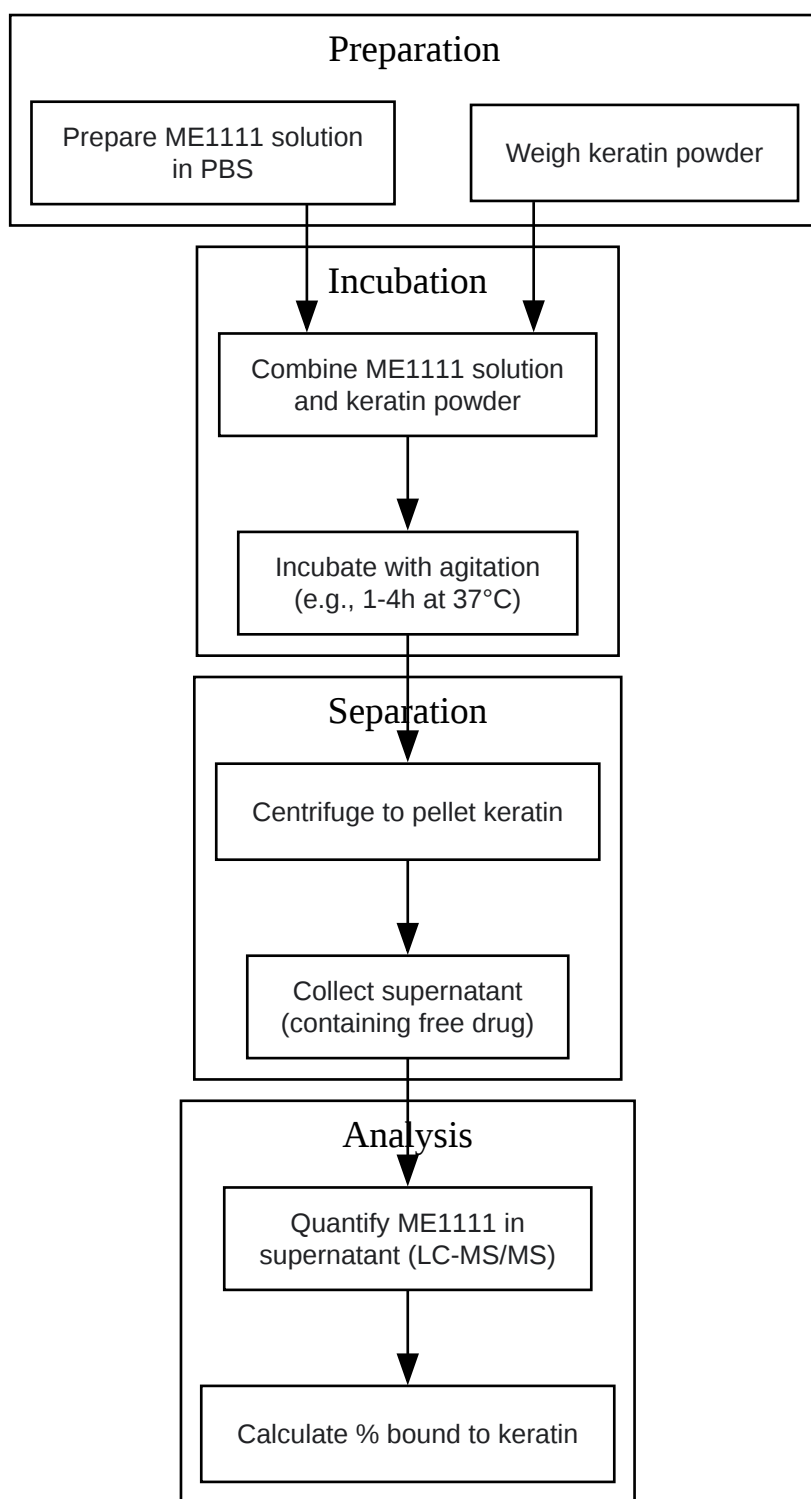 Preparation
Prepare ME1111 solution
in PBS
Weigh keratin powder
Incubation
Combine ME1111 solution
and keratin powder
Incubate with agitation
(e.g., 1-4h at 37°C)
Separation
Centrifuge to pellet keratin
Collect supernatant
(containing free drug)
Analysis
Quantify ME1111 in
supernatant (LC-MS/MS)
Calculate % bound to keratin